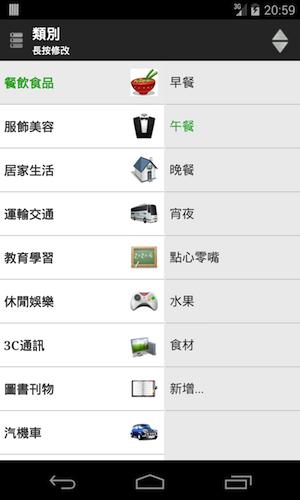 3G 20:59
類別
長按修改
餐飲食品 早餐
服飾美容 午餐
居家生活 晚餐
運輸交通 宵夜
教育學習 點心零嘴
休閒娛樂 水果
3C通訊 食材
圖書刊物 新增...
汽機車